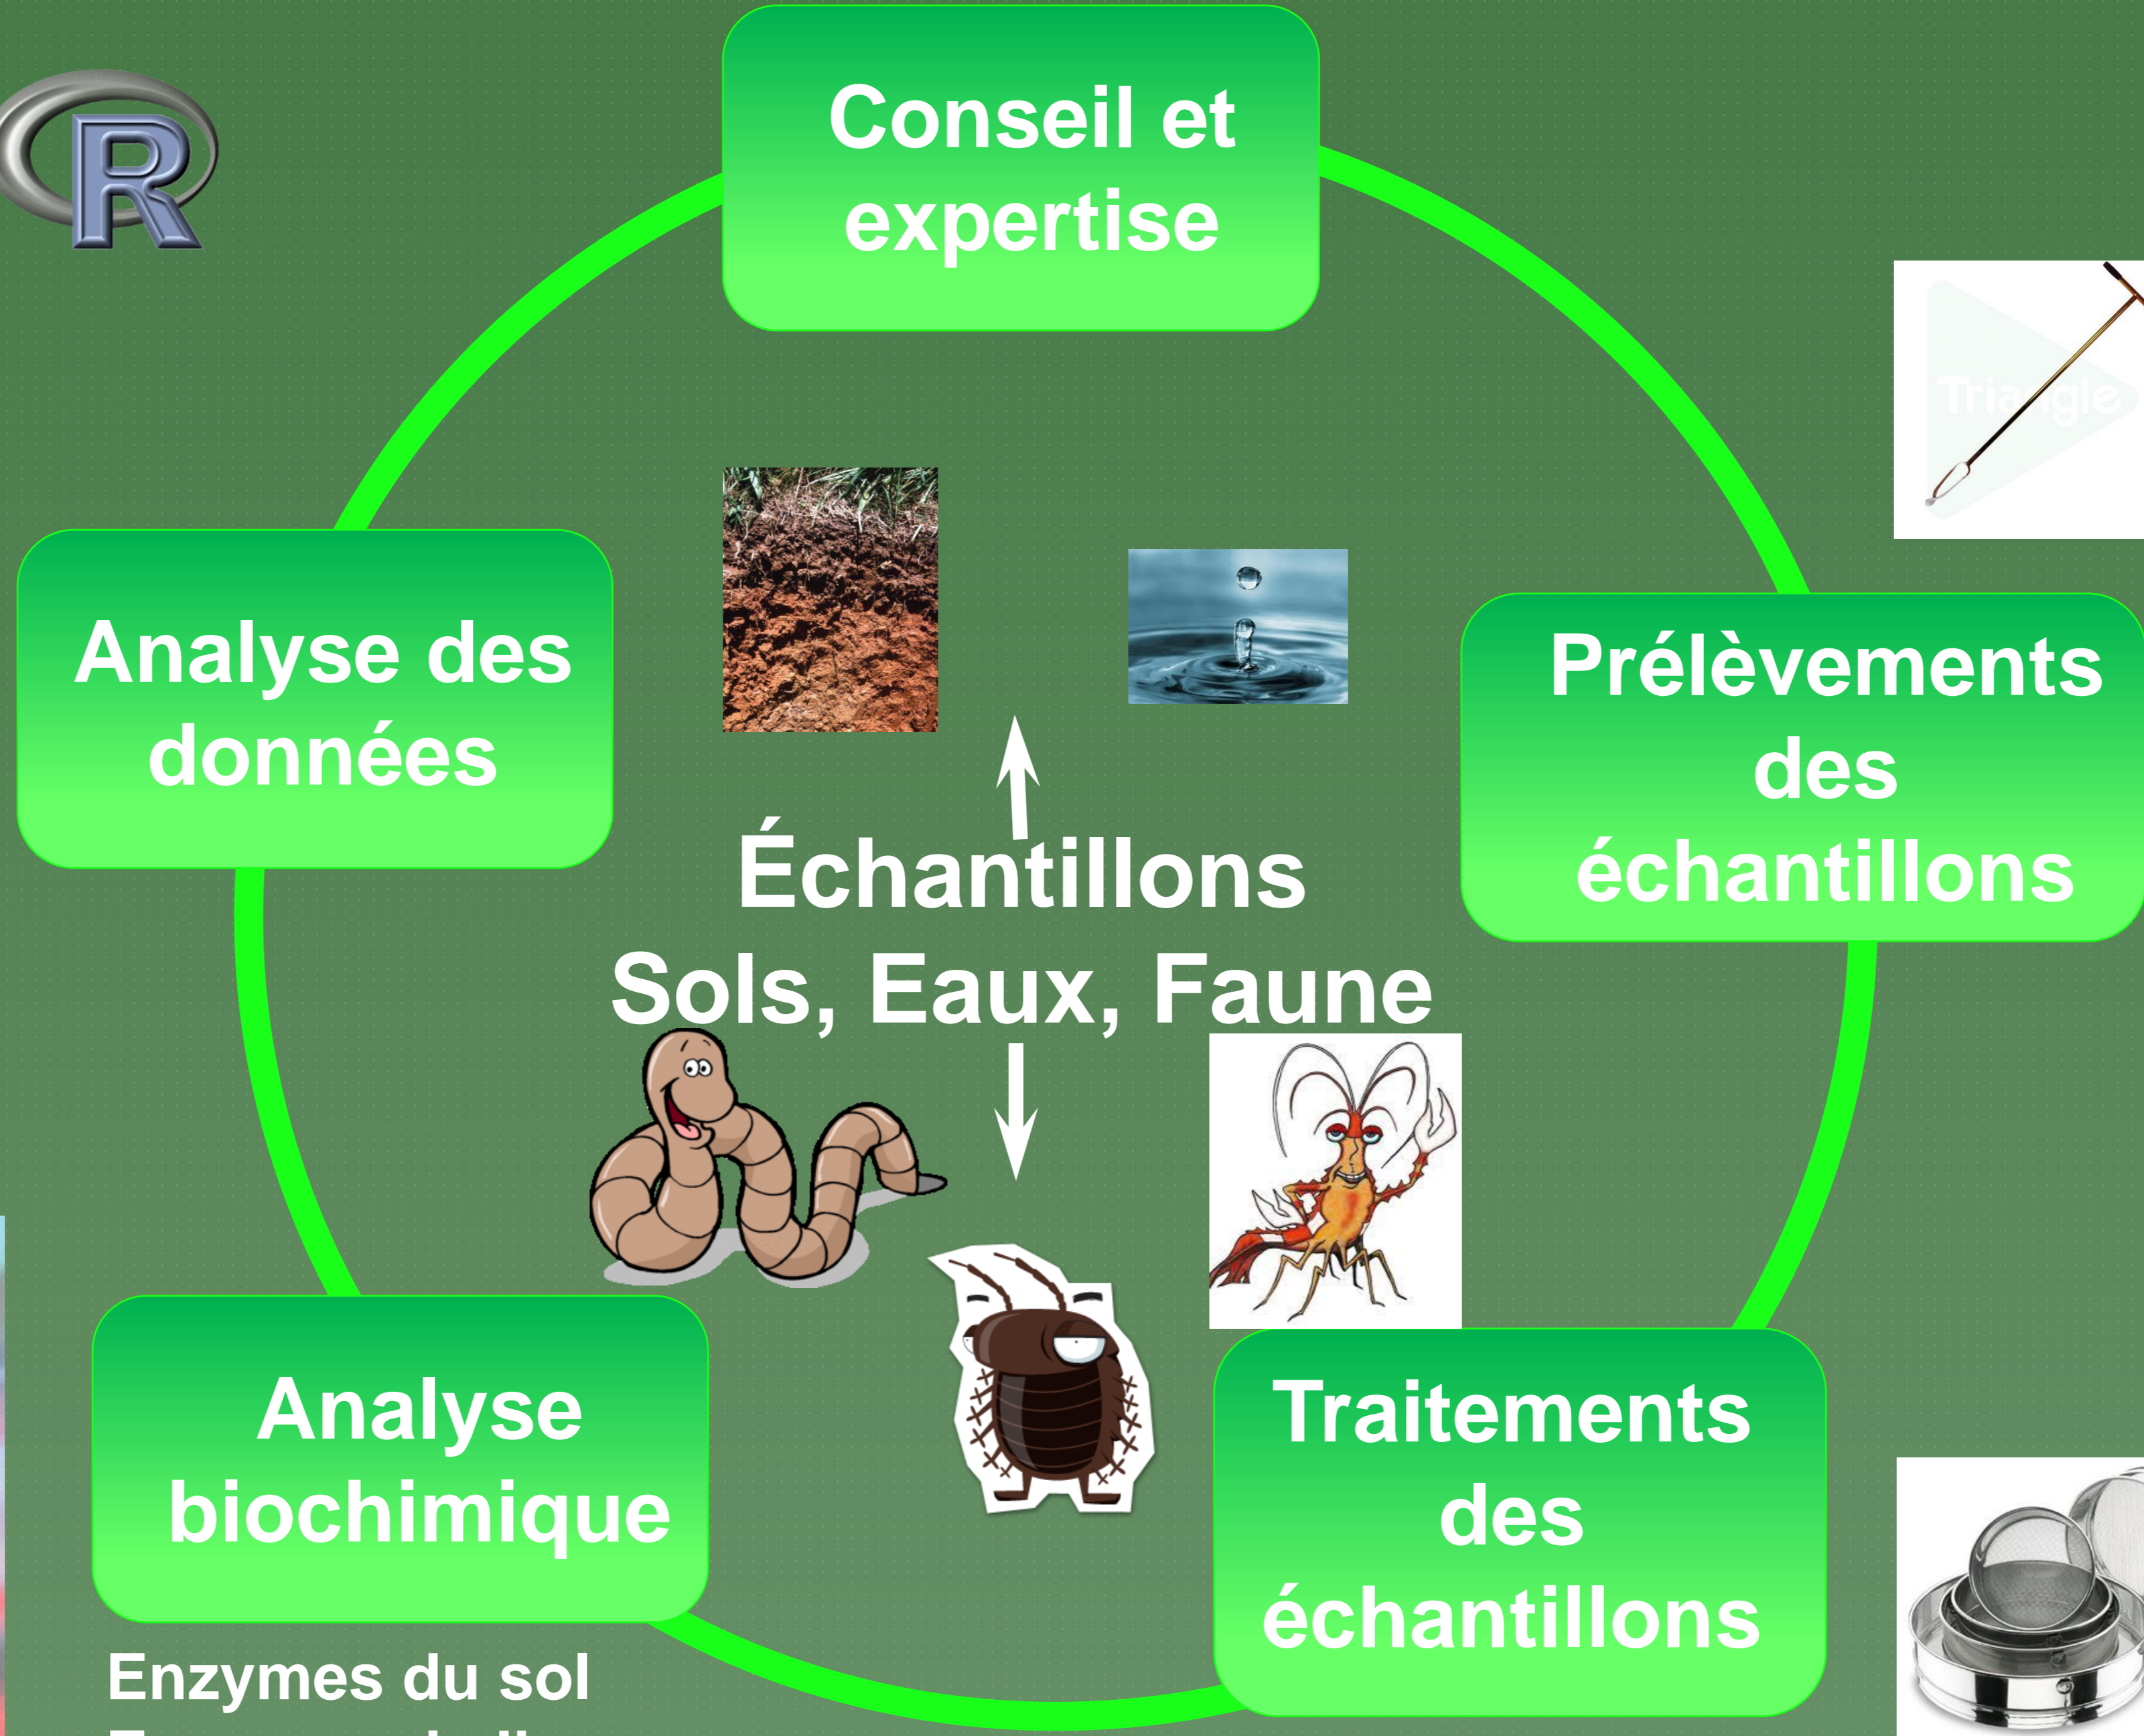 R
Conseil et
expertise
Triangle
Analyse des
données
Prélèvements
des
échantillons
Échantillons
Sols, Eaux, Faune
Analyse
biochimique
Traitements
des
échantillons
Enzymes du sol